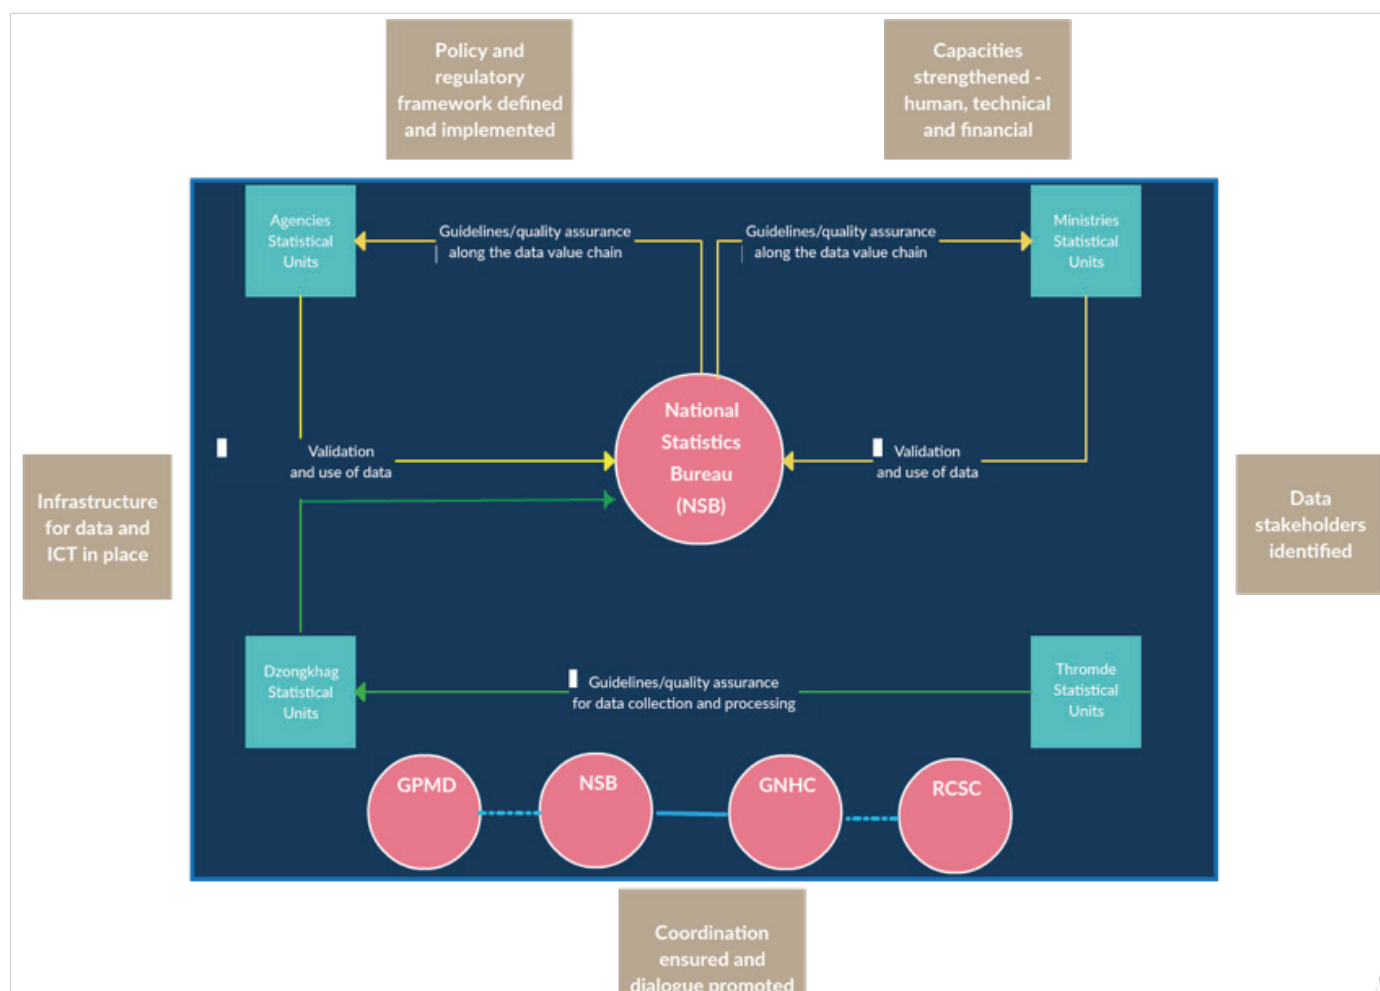 Policy and
regulatory
framework defined
and implemented
Capacities
strengthened -
human, technical
and financial
Agencies
Statistical
Units
Guidelines/quality assurance
along the data value chain
Guidelines/quality assurance
along the data value chain
Ministries
Statistical
Units
National
Statistics
Bureau
(NSB)
Validation
and use of data
Validation
and use of data
Infrastructure
for data and
ICT in place
Data
stakeholders
identified
Dzongkhag
Statistical
Units
Guidelines/quality assurance
for data collection and processing
Thromde
Statistical
Units
GPMD
NSB
GNHC
RCSC
Coordination
ensured and
dialogue promoted